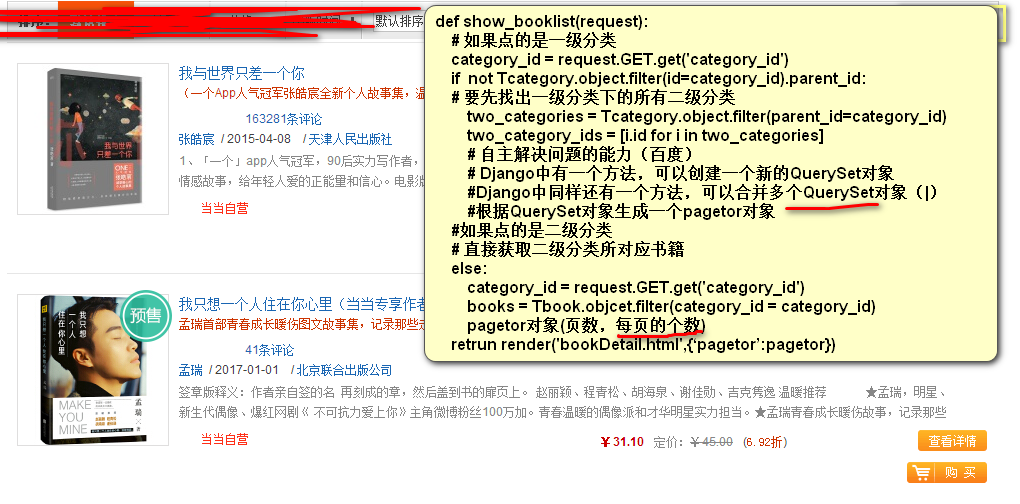 默认排序
def show_booklist(request):
# 如果点的是一级分类
category_id = request.GET.get('category_id')
if not Tcategory.object.filter(id=category_id).parent_id:
# 要先找出一级分类下的所有二级分类
two_categories = Tcategory.object.filter(parent_id=category_id)
two_category_ids = [i.id for i in two_categories]
# 自主解决问题的能力（百度）
# Django中有一个方法，可以创建一个新的QuerySet对象
#Django中同样还有一个方法，可以合并多个QuerySet对象（|）
#根据QuerySet对象生成一个pagetor对象
#如果点的是二级分类
# 直接获取二级分类所对应书籍
else:
category_id = request.GET.get('category_id')
books = Tbook.objcet.filter(category_id = category_id)
pagetor对象(页数，每页的个数)
retrun render('bookDetail.html',{'pagetor':pagetor})
我与世界只差一个你
（一个App人气冠军张皓宸全新个人故事集，温
163281条评论
张皓宸 / 2015-04-08 / 天津人民出版社
1、「一个」app人气冠军，90后实力写作者，
情感故事，给年轻人爱的正能量和信心。电影版
当当自营
我与世界
只差一个你
ONE
预售
我只想
一个人
住在你心里
MAKE
YOU
MINE
孟瑞
著
我只想一个人住在你心里（当当专享作者
孟瑞首部青春成长暖伤图文故事集，记录那些走
41条评论
孟瑞 / 2017-01-01 / 北京联合出版公司
签章版释义：作者亲自签的名 再刻成的章，然后盖到书的扉页上。 赵丽颖、程青松、胡海泉、谢佳勋、吉克隽逸 温暖推荐 ★孟瑞，明星、
新生代偶像、爆红网剧《 不可抗力爱上你》主角微博粉丝100万加。青春温暖的偶像派和才华明星实力担当。★孟瑞青春成长暖伤故事，记录那些
当当自营
¥31.10 定价：¥45.00 (6.92折)
查看详情
购 买